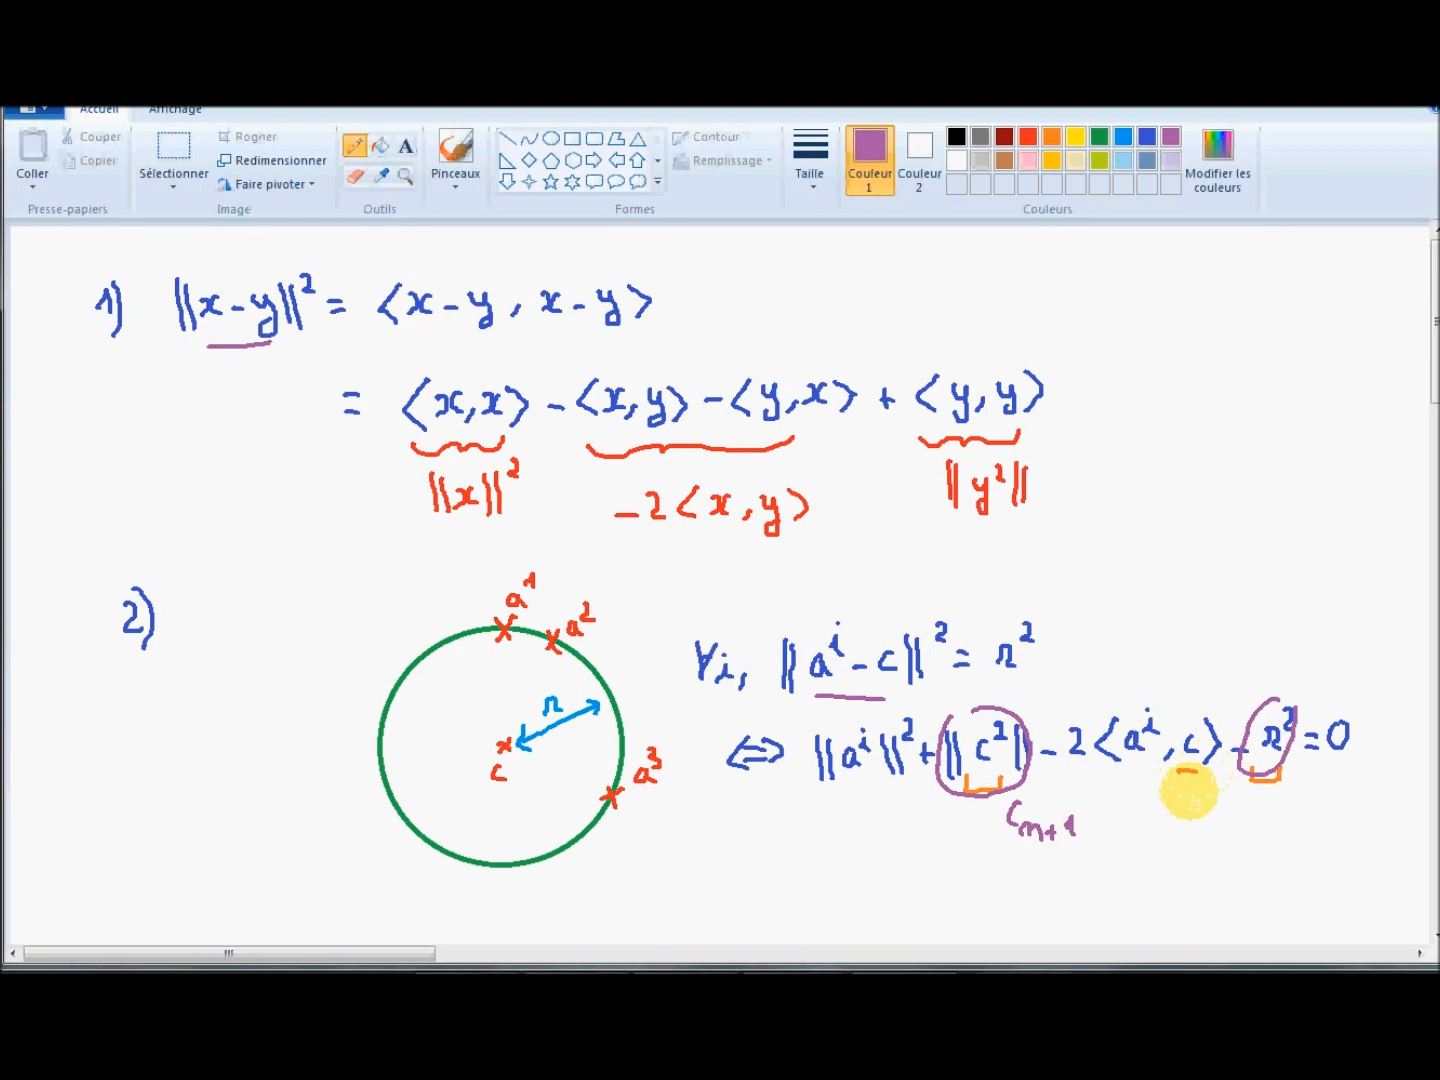 Accueil Affichage
Coller
Couper
Copier
Presse-papiers
Sélectionner
Rogner
Redimensionner
Faire pivoter
Image
A
Outils
Pinceaux
Formes
Contour
Remplissage
Taille
Couleur 1
Couleur 2
Modifier les couleurs
Couleurs
1) ||x-y||² = <x-y, x-y>
= <x,x> - <x,y> - <y,x> + <y,y>
||x||² -2<x,y> ||y²||
2)
a¹
a²
r
c
a³
∀i, ||aⁱ-c||² = r²
⇔ ||aⁱ||² + ||c²|| - 2<aⁱ,c> - r² = 0
cₙ₊₁